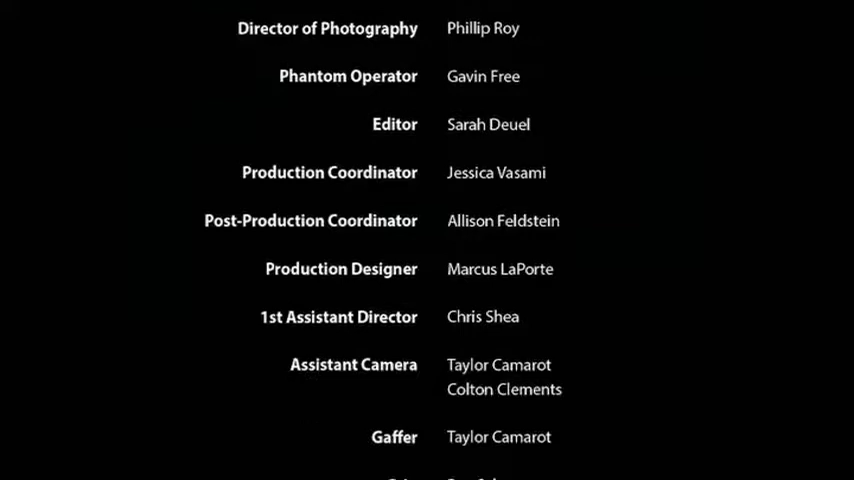 Director of Photography Phillip Roy
Phantom Operator Gavin Free
Editor Sarah Deuel
Production Coordinator Jessica Vasami
Post-Production Coordinator Allison Feldstein
Production Designer Marcus LaPorte
1st Assistant Director Chris Shea
Assistant Camera Taylor Camarot
Colton Clements
Gaffer Taylor Camarot